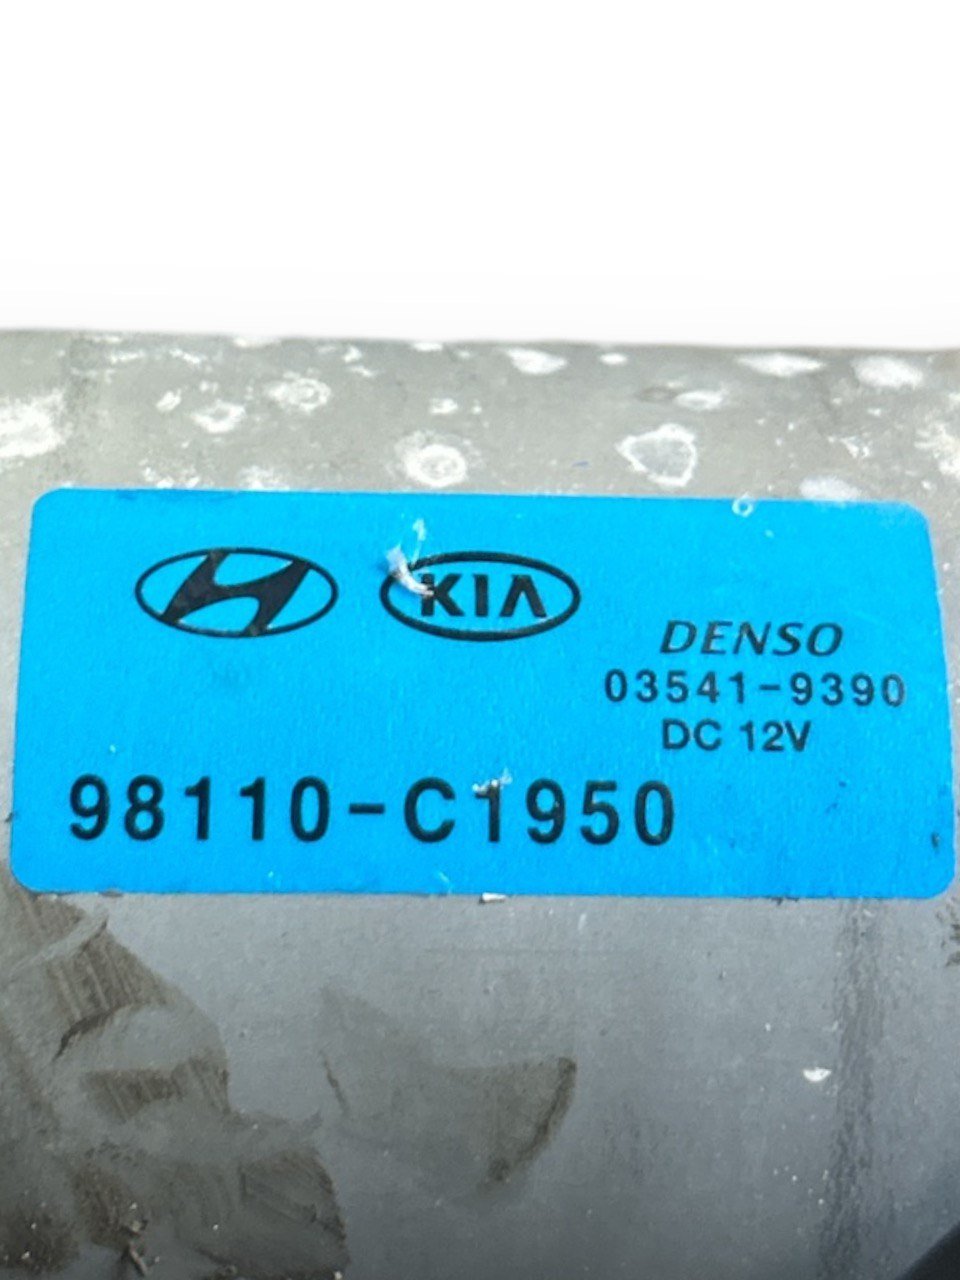 KIA
DENSO
03541-9390
DC 12V
98110-C1950